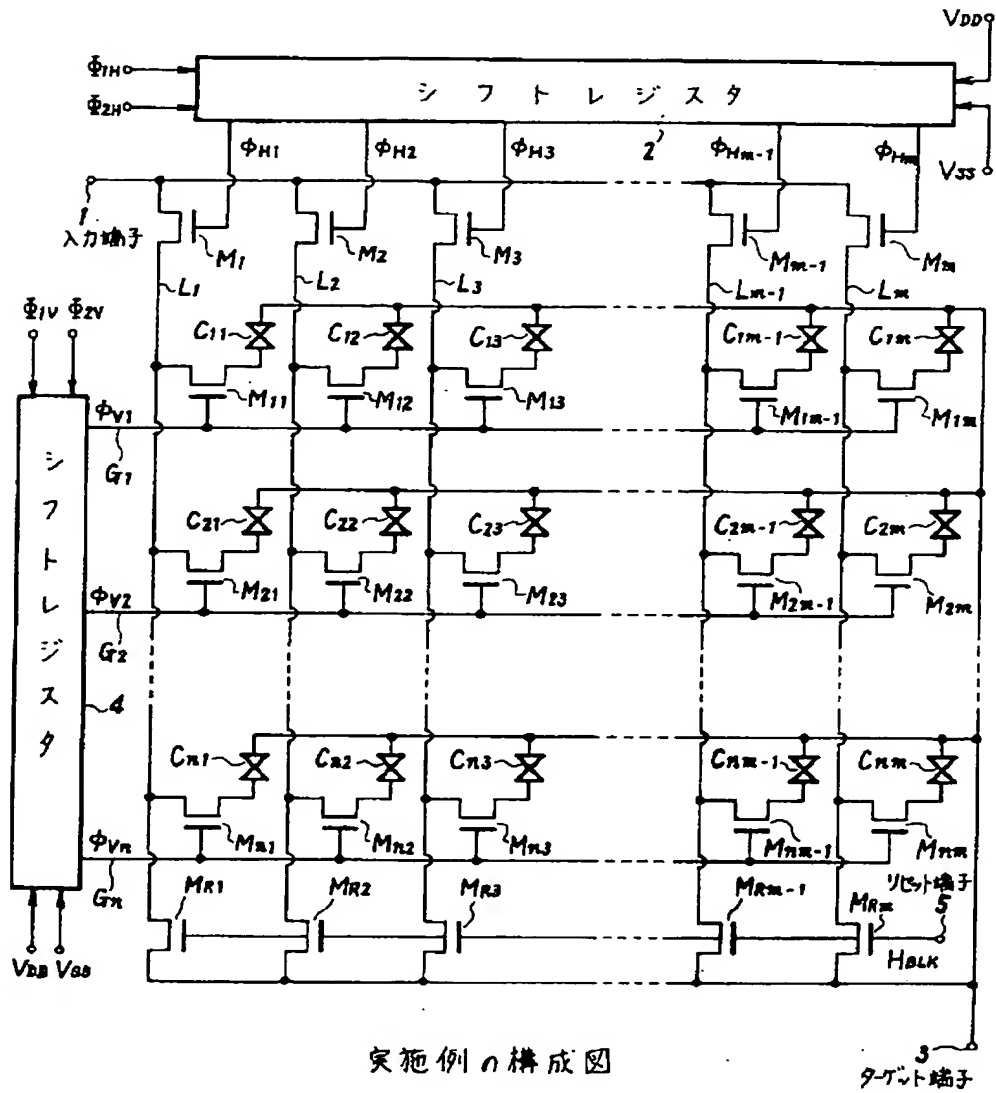 VDD
Φ1H
Φ2H
シフトレジスタ
2
VSS
φH1 φH2 φH3 φHm-1 φHm
1
入力端子
M1 M2 M3 Mm-1 Mm
L1 L2 L3 Lm-1 Lm
Φ1V Φ2V
C11 C12 C13 C1m-1 C1m
M11 M12 M13 M1m-1 M1m
φV1
G1
シフトレジスタ
4
C21 C22 C23 C2m-1 C2m
M21 M22 M23 M2m-1 M2m
φV2
G2
Cn1 Cn2 Cn3 Cnm-1 Cnm
Mn1 Mn2 Mn3 Mnm-1 Mnm
φVn
Gn
リセット端子
5
MR1 MR2 MR3 MRm-1 MRm
HBLK
3
ターゲット端子
実施例の構成図